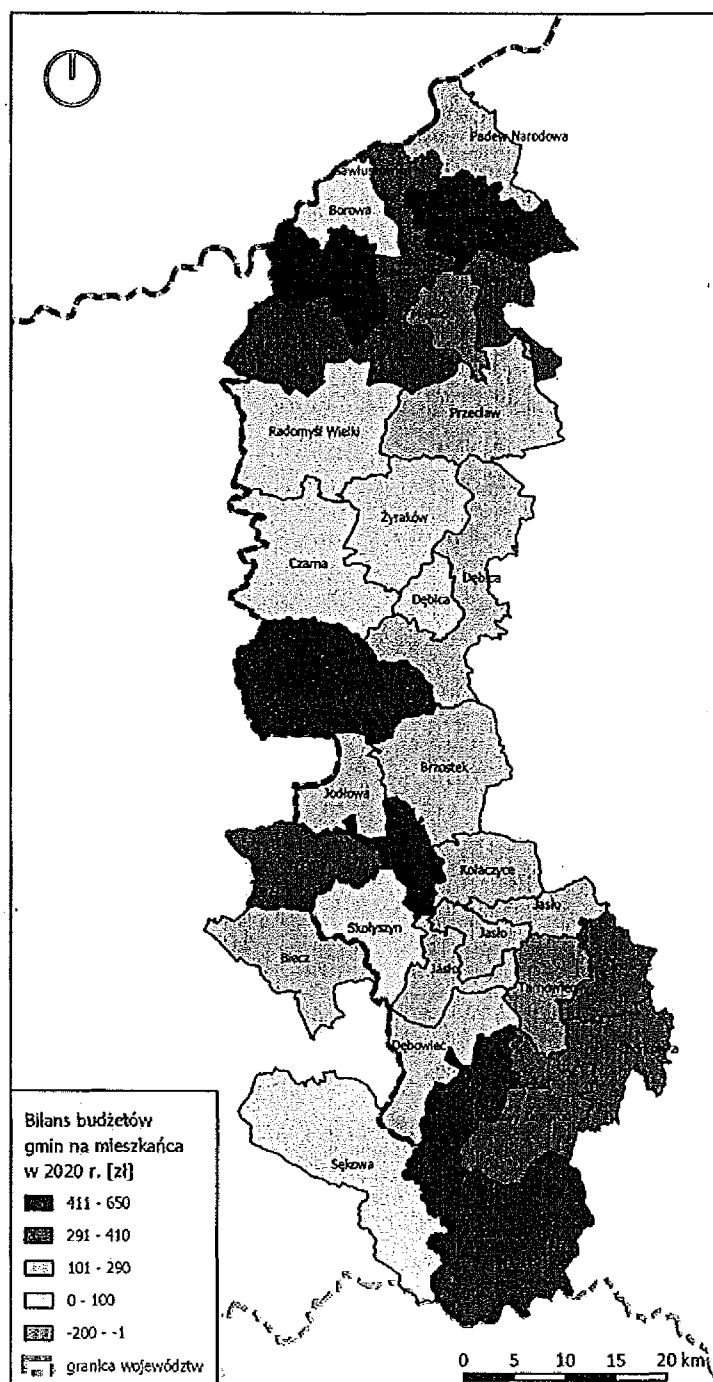 Padew Narodowa
Borowa
Przecław
Radomyśl Wielki
Żyraków
Czarna
Dębica
Dębica
Brzostek
Jodłowa
Kołaczyce
Jasło
Skołyszyn
Jasło
Biecz
Jasło
Tarnowiec
Dębowiec
Sękowa
Bilans budżetów
gmin na mieszkańca
w 2020 r. [zł]
411 - 650
291 - 410
101 - 290
0 - 100
-200 - -1
granica województw
0 5 10 15 20 km